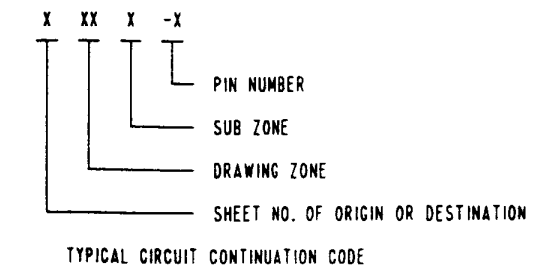 X XX X -X
PIN NUMBER
SUB ZONE
DRAWING ZONE
SHEET NO. OF ORIGIN OR DESTINATION
TYPICAL CIRCUIT CONTINUATION CODE